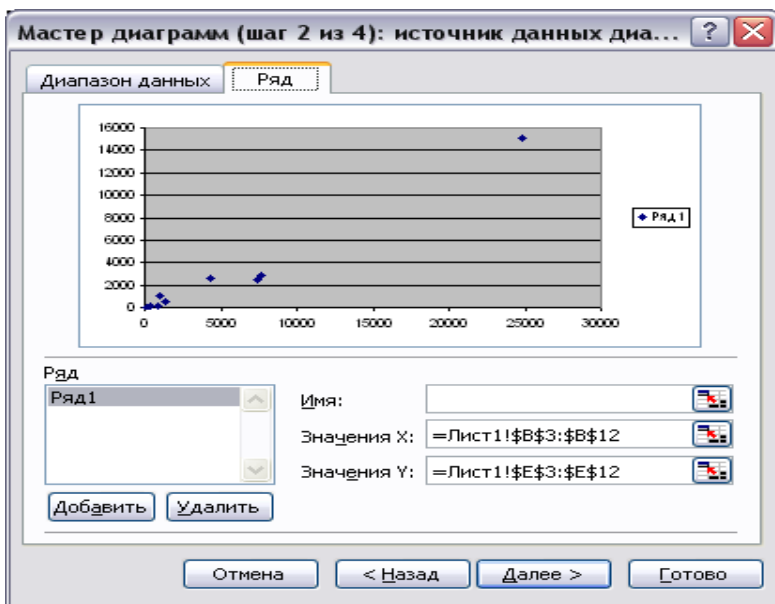 Мастер диаграмм (шаг 2 из 4): источник данных диа...
Диапазон данных
Ряд
16000
14000
12000
10000
8000
6000
4000
2000
0
0 5000 10000 15000 20000 25000 30000
Ряд1
Ряд
Ряд1
Имя:
Значения X: =Лист1!$B$3:$B$12
Значения Y: =Лист1!$E$3:$E$12
Добавить Удалить
Отмена < Назад Далее > Готово